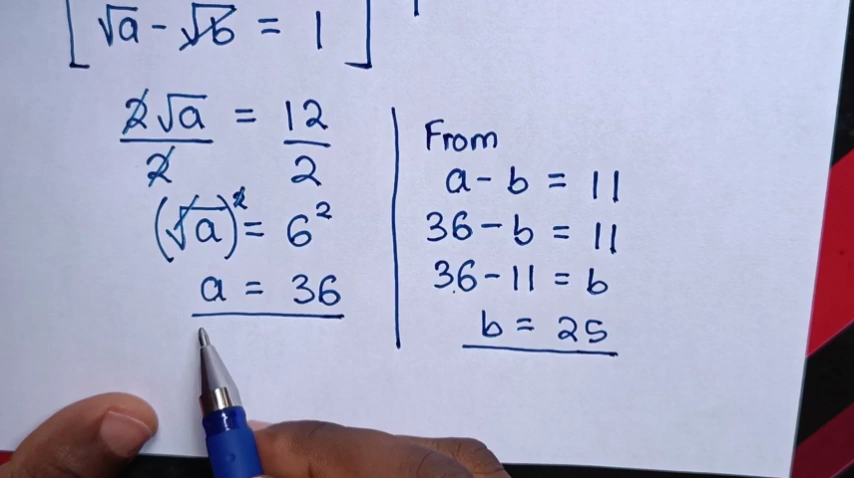 √a - √b = 1
2√a = 12
2 2
(√a)² = 6²
a = 36
From
a - b = 11
36 - b = 11
36 - 11 = b
b = 25